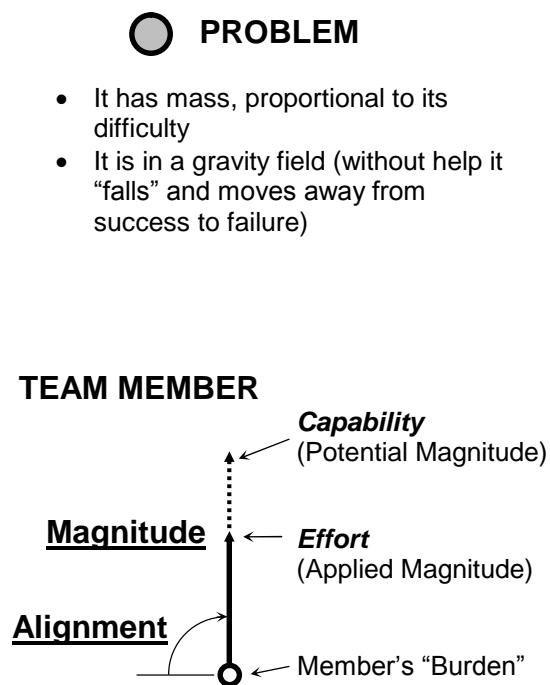 PROBLEM
• It has mass, proportional to its
difficulty
• It is in a gravity field (without help it
“falls” and moves away from
success to failure)
TEAM MEMBER
Capability
(Potential Magnitude)
Magnitude
Effort
(Applied Magnitude)
Alignment
Member’s “Burden”